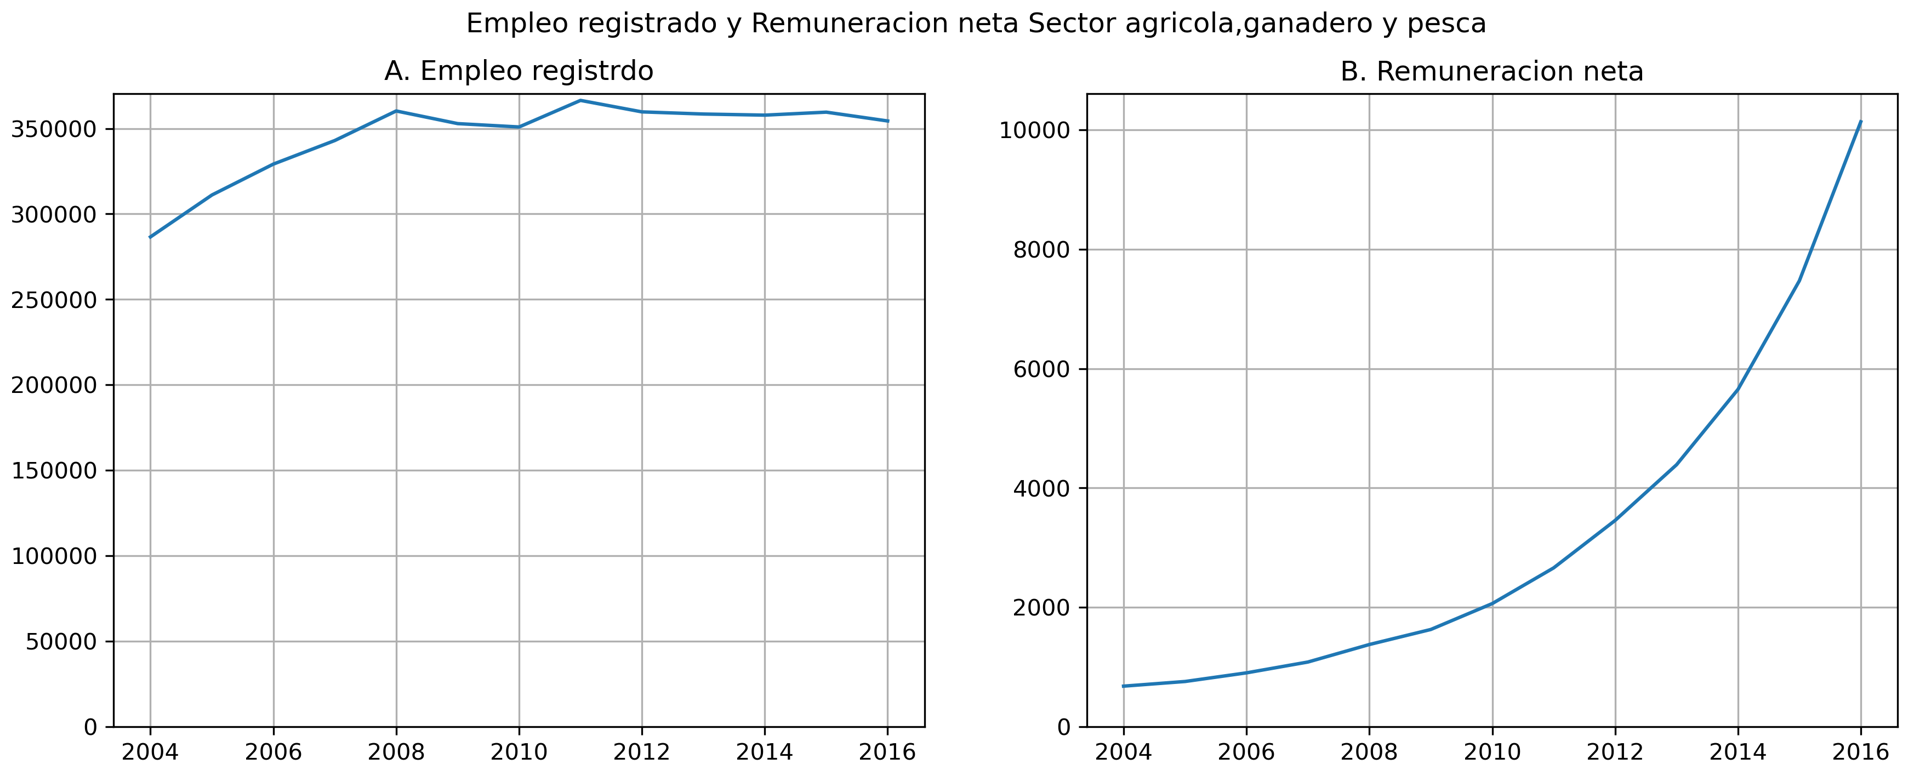 Empleo registrado y Remuneracion neta Sector agricola,ganadero y pesca
A. Empleo registrdo
350000
300000
250000
200000
150000
100000
50000
0
2004 2006 2008 2010 2012 2014 2016
B. Remuneracion neta
10000
8000
6000
4000
2000
0
2004 2006 2008 2010 2012 2014 2016